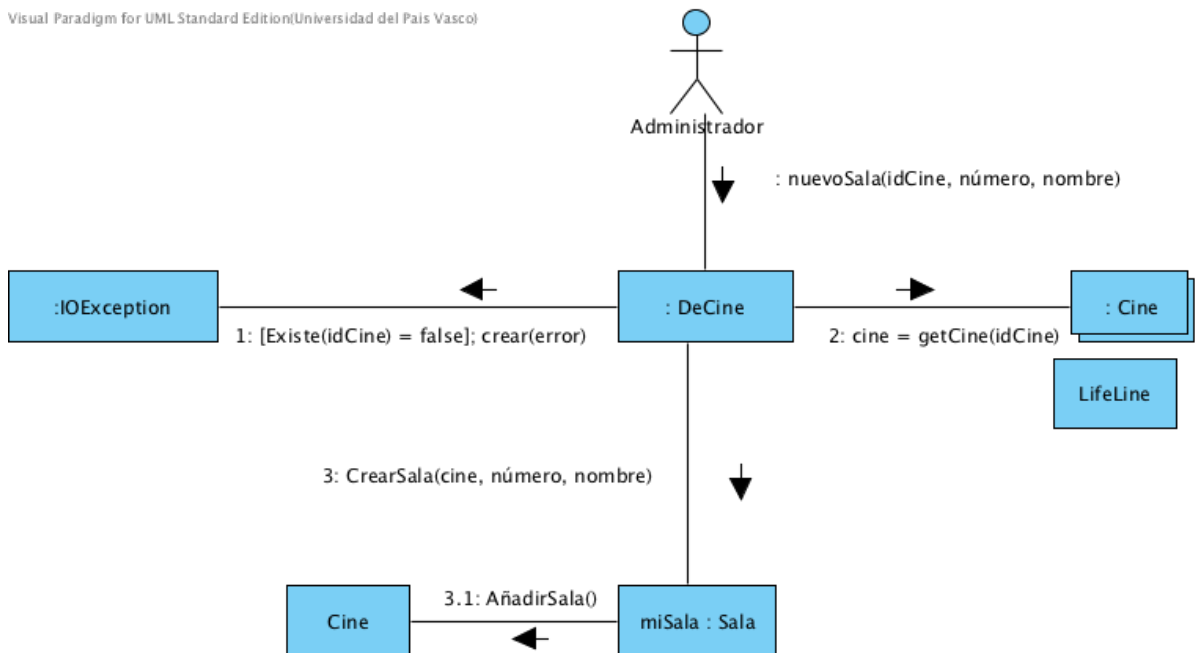 Visual Paradigm for UML Standard Edition(Universidad del Pais Vasco)
Administrador
: nuevoSala(idCine, número, nombre)
:IOException
: DeCine
: Cine
1: [Existe(idCine) = false]; crear(error)
2: cine = getCine(idCine)
LifeLine
3: CrearSala(cine, número, nombre)
3.1: AñadirSala()
Cine
miSala : Sala